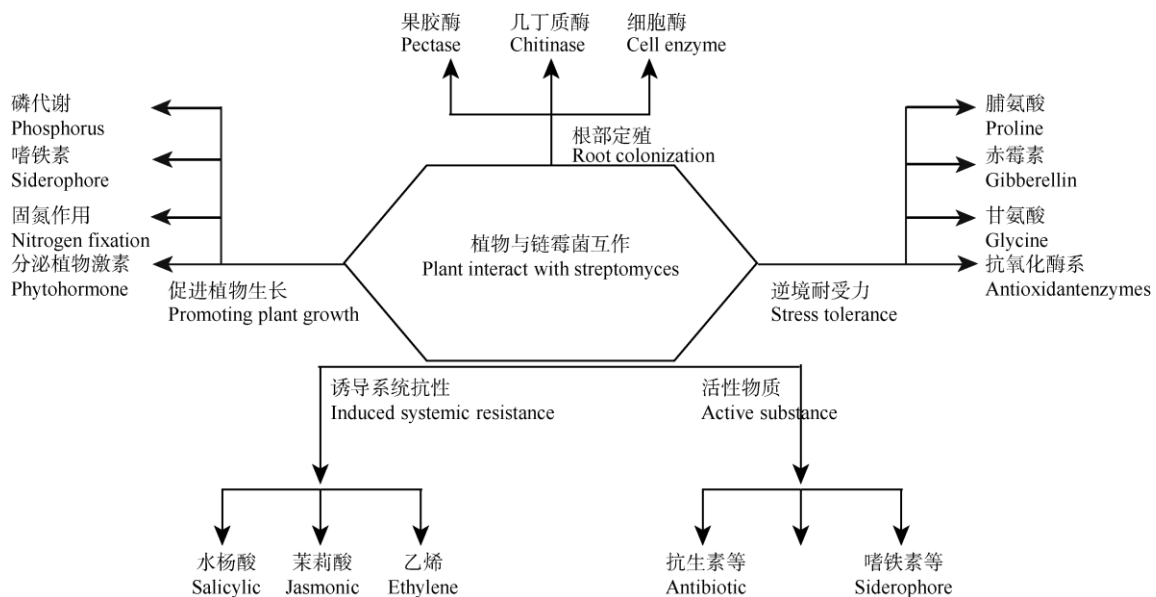 果胶酶
Pectase
几丁质酶
Chitinase
细胞酶
Cell enzyme
根部定殖
Root colonization
磷代谢
Phosphorus
嗜铁素
Siderophore
固氮作用
Nitrogen fixation
分泌植物激素
Phytohormone
促进植物生长
Promoting plant growth
植物与链霉菌互作
Plant interact with streptomyces
脯氨酸
Proline
赤霉素
Gibberellin
甘氨酸
Glycine
抗氧化酶系
Antioxidantenzymes
逆境耐受力
Stress tolerance
诱导系统抗性
Induced systemic resistance
活性物质
Active substance
水杨酸
Salicylic
茉莉酸
Jasmonic
乙烯
Ethylene
抗生素等
Antibiotic
嗜铁素等
Siderophore